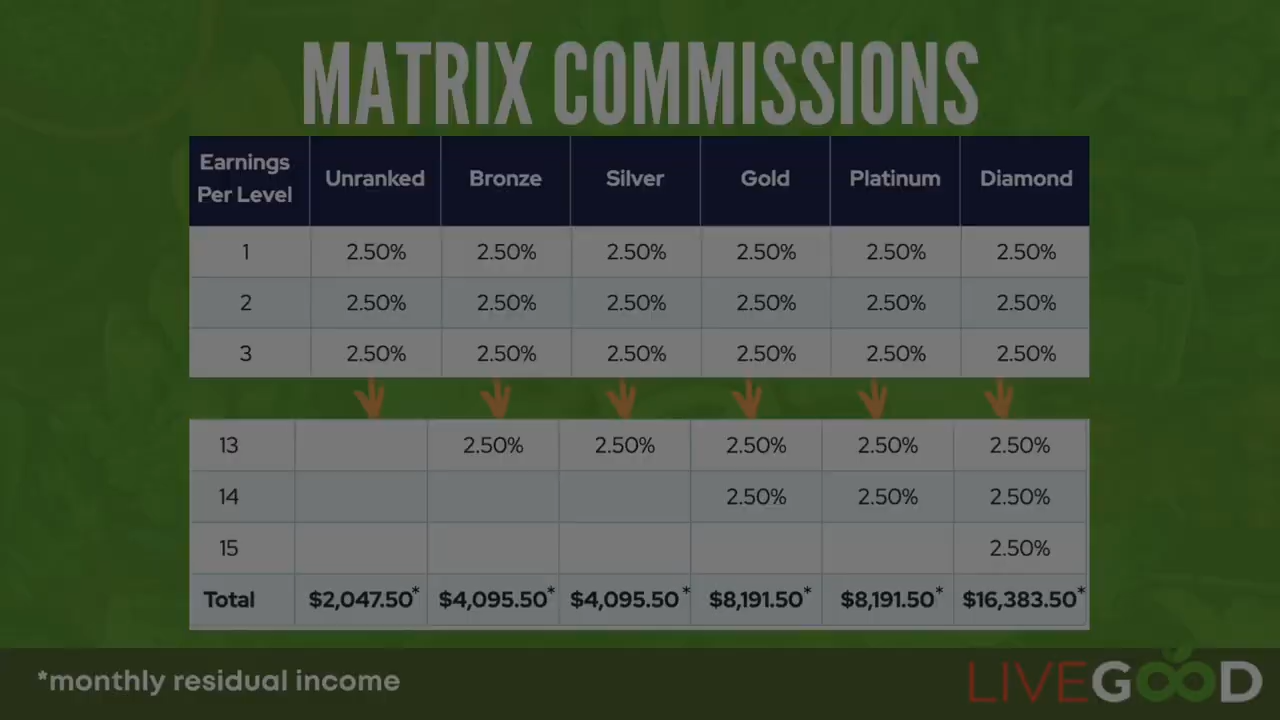 MATRIX COMMISSIONS
Earnings Per Level Unranked Bronze Silver Gold Platinum Diamond
1 2.50% 2.50% 2.50% 2.50% 2.50% 2.50%
2 2.50% 2.50% 2.50% 2.50% 2.50% 2.50%
3 2.50% 2.50% 2.50% 2.50% 2.50% 2.50%
13 2.50% 2.50% 2.50% 2.50% 2.50%
14 2.50% 2.50% 2.50%
15 2.50%
Total $2,047.50* $4,095.50* $4,095.50* $8,191.50* $8,191.50* $16,383.50*
*monthly residual income
LIVEGOOD